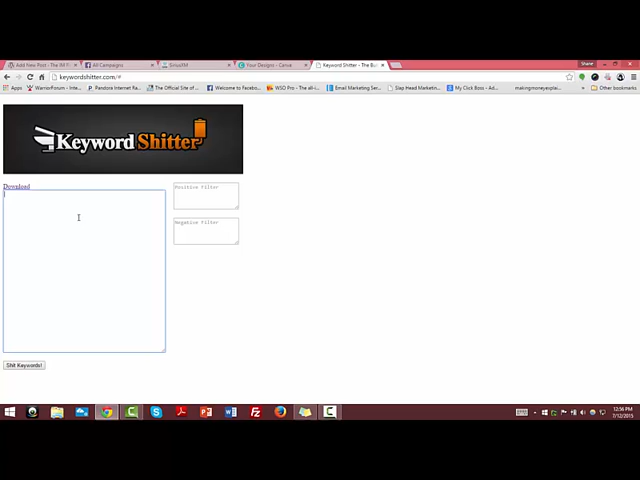 Add New Post - The IM F
All Campaigns
SiriusXM
Your Designs - Canva
Keyword Shitter - The Bu
Share
keywordshitter.com/#
Apps
WarriorForum - Inte
Pandora Internet Ra
The Official Site of
Welcome to Facebo
WSO Pro - The all-i
Email Marketing Ser
Slap Head Marketin
My Click Boss - Ad
makingmoneyexplai
Other bookmarks
Keyword Shitter
Download
Positive Filter
Negative Filter
Shit Keywords!
12:56 PM
7/12/2015